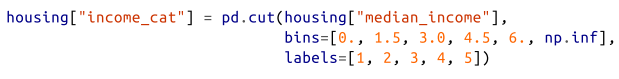 housing["income_cat"] = pd.cut(housing["median_income"],
bins=[0., 1.5, 3.0, 4.5, 6., np.inf],
labels=[1, 2, 3, 4, 5])